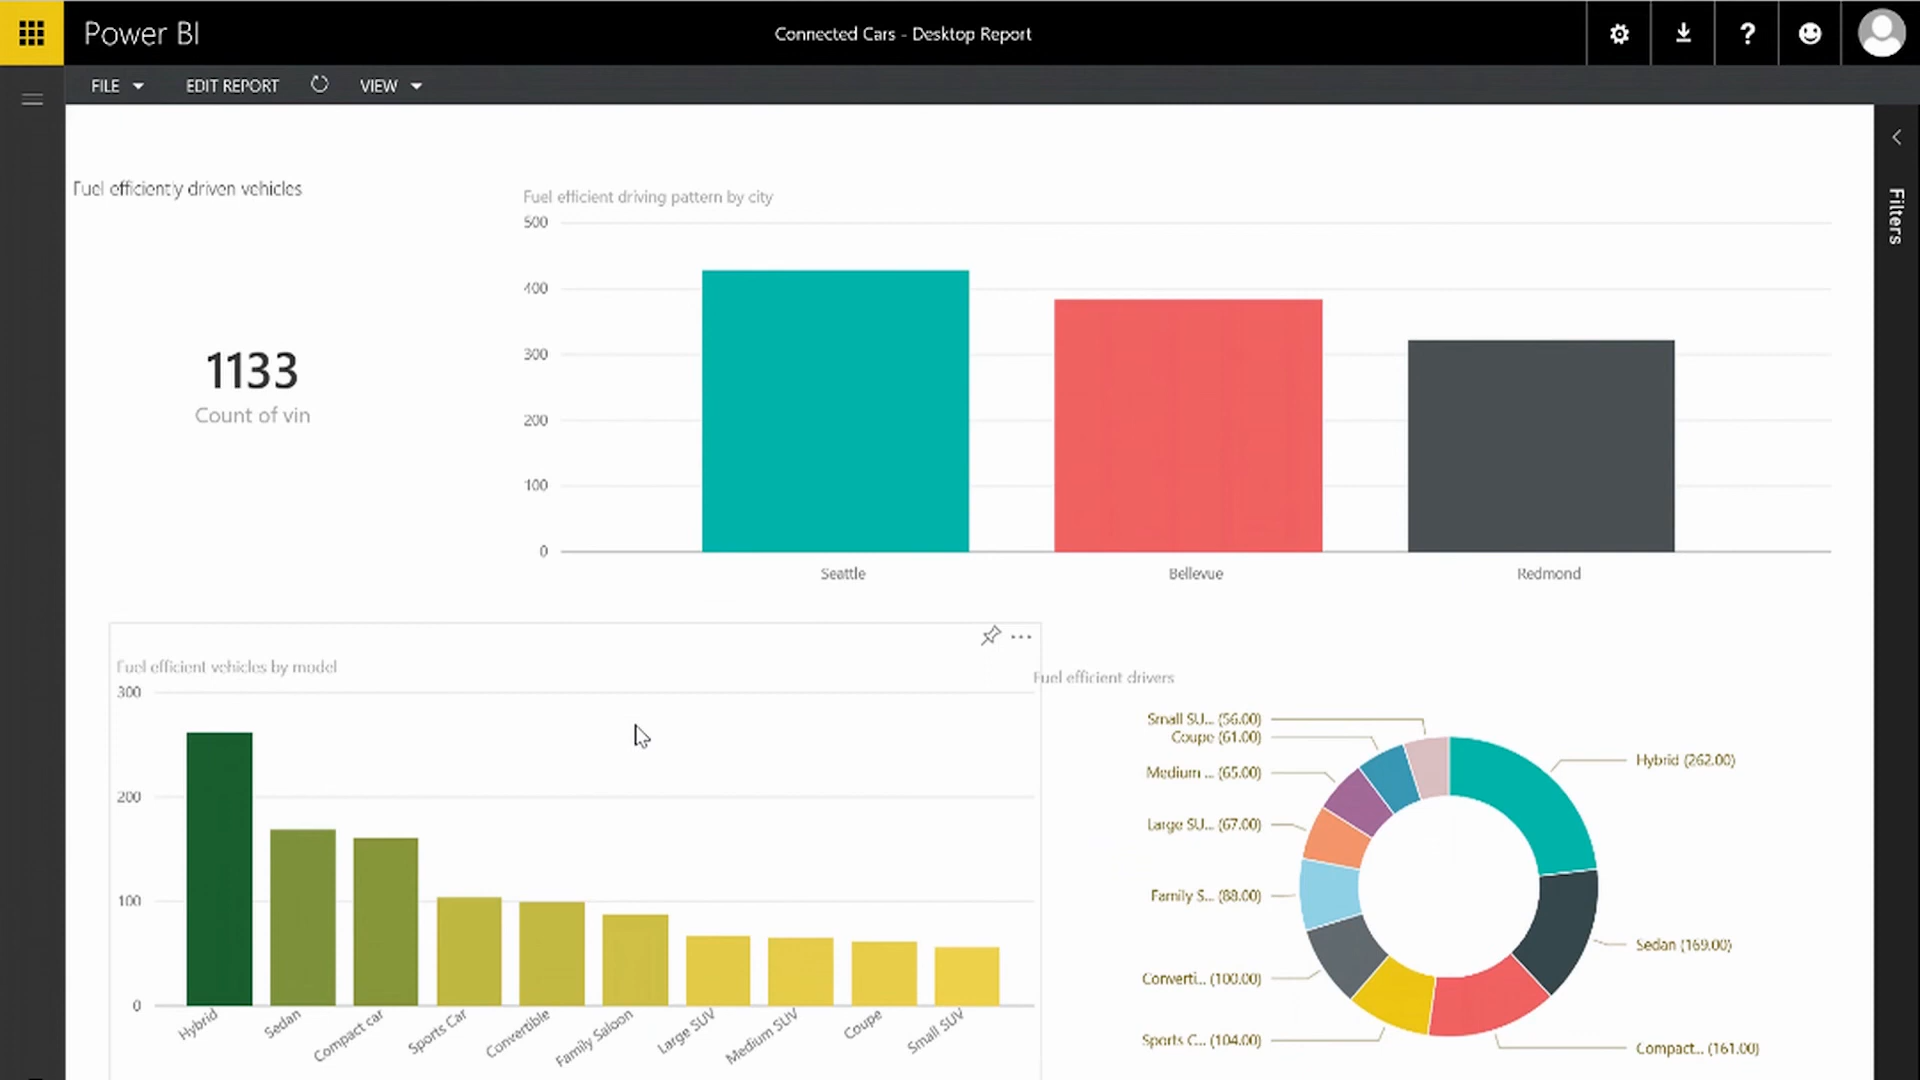 Power BI
Connected Cars - Desktop Report
?
FILE
EDIT REPORT
VIEW
Filters
Fuel efficiently driven vehicles
1133
Count of vin
Fuel efficient driving pattern by city
500
400
300
200
100
0
Seattle
Bellevue
Redmond
Fuel efficient vehicles by model
300
200
100
0
Hybrid
Sedan
Compact car
Sports Car
Convertible
Family Saloon
Large SUV
Medium SUV
Coupe
Small SUV
Fuel efficient drivers
Small SU... (56.00)
Coupe (61.00)
Medium ... (65.00)
Large SU... (67.00)
Family S... (88.00)
Converti... (100.00)
Sports C... (104.00)
Hybrid (262.00)
Sedan (169.00)
Compact... (161.00)